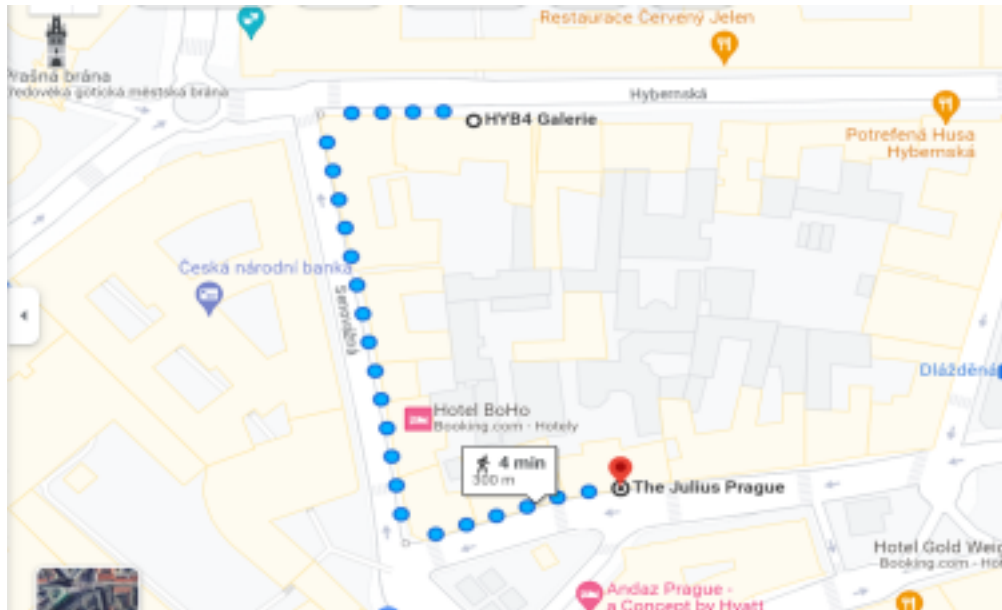 Restaurace Červený Jelen
Prašná brána
ředověká gotická městská brána
Hybernská
HYB4 Galerie
Potrefená Husa
Hybernská
Česká národní banka
Senovážná
Dlážděná
Hotel BoHo
Booking.com · Hotely
4 min
300 m
The Julius Prague
Hotel Gold Weig
Booking.com · Hot
Andaz Prague -
a Concept by Hyatt